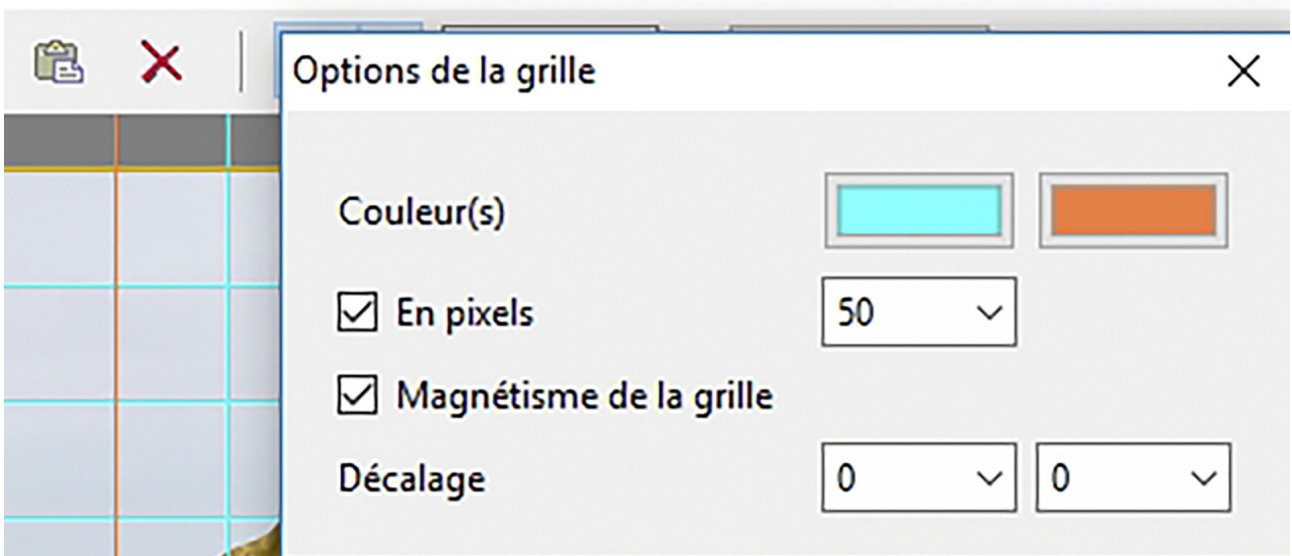 Options de la grille
Couleur(s)
En pixels 50
Magnétisme de la grille
Décalage 0 0